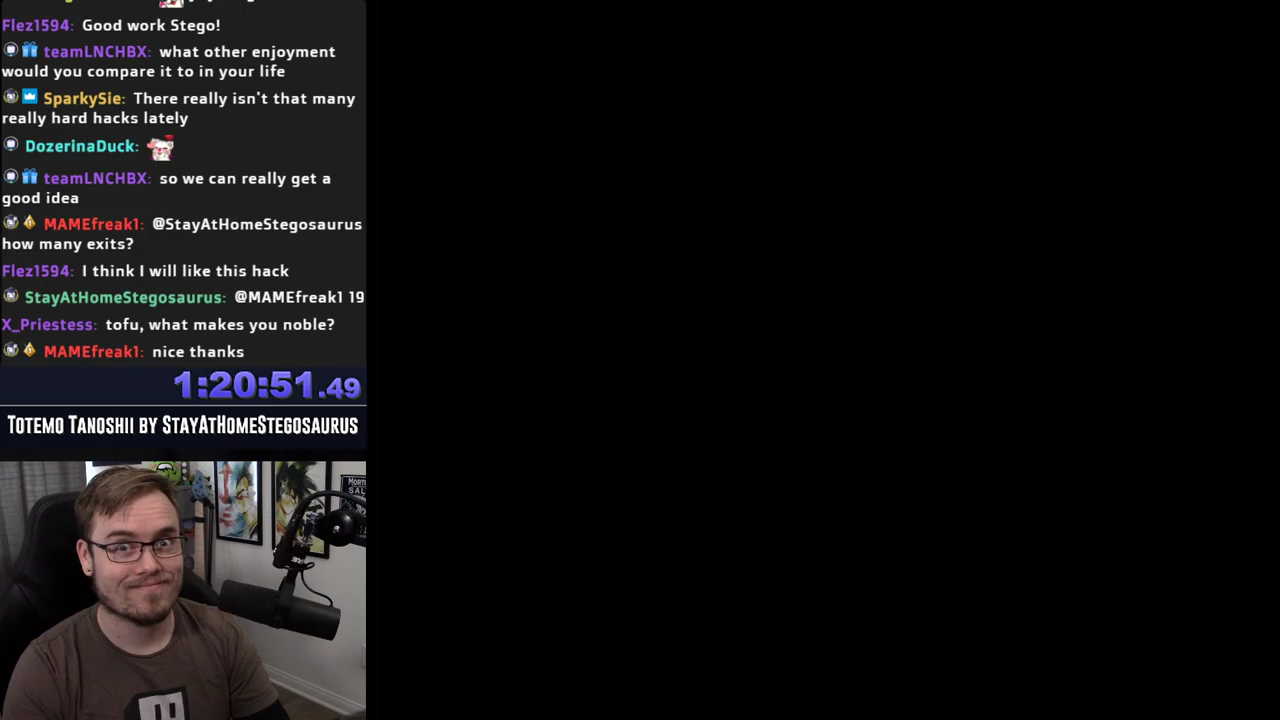 Flez1594: Good work Stego!
teamLNCHBX: what other enjoyment
would you compare it to in your life
SparkySie: There really isn't that many
really hard hacks lately
DozerinaDuck:
teamLNCHBX: so we can really get a
good idea
MAMEfreak1: @StayAtHomeStegosaurus
how many exits?
Flez1594: I think I will like this hack
StayAtHomeStegosaurus: @MAMEfreak1 19
X_Priestess: tofu, what makes you noble?
MAMEfreak1: nice thanks
1:20:51.49
Totemo Tanoshii by StayAtHomeStegosaurus